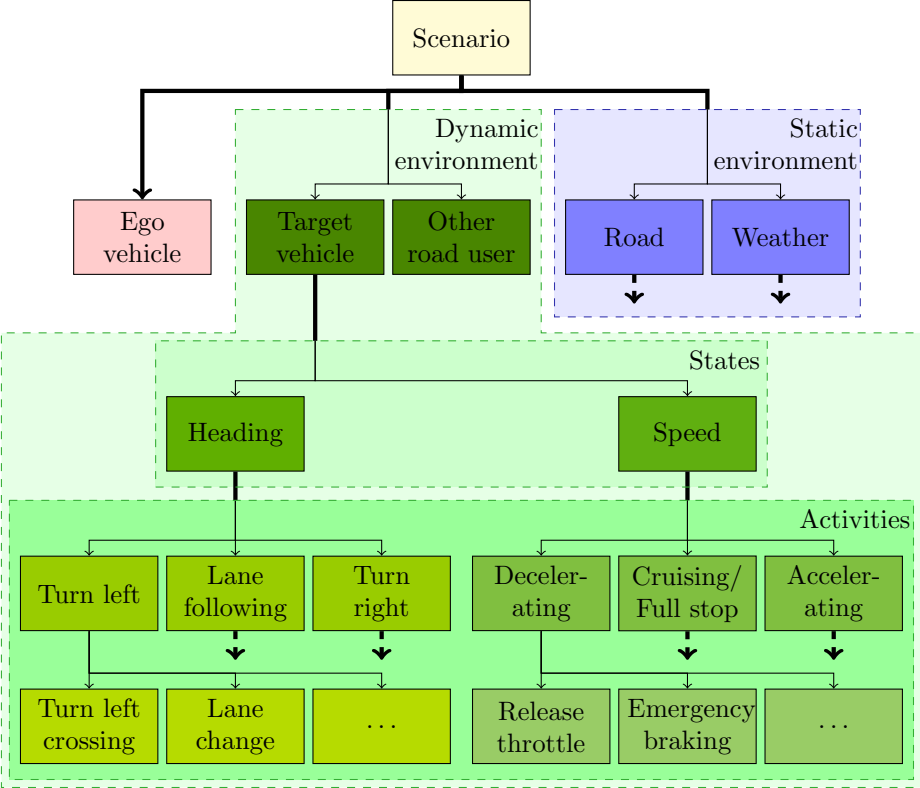 Scenario
Dynamic
environment
Static
environment
Ego
vehicle
Target
vehicle
Other
road user
Road
Weather
States
Heading
Speed
Activities
Turn left
Lane
following
Turn
right
Deceler-
ating
Cruising/
Full stop
Acceler-
ating
Turn left
crossing
Lane
change
...
Release
throttle
Emergency
braking
...